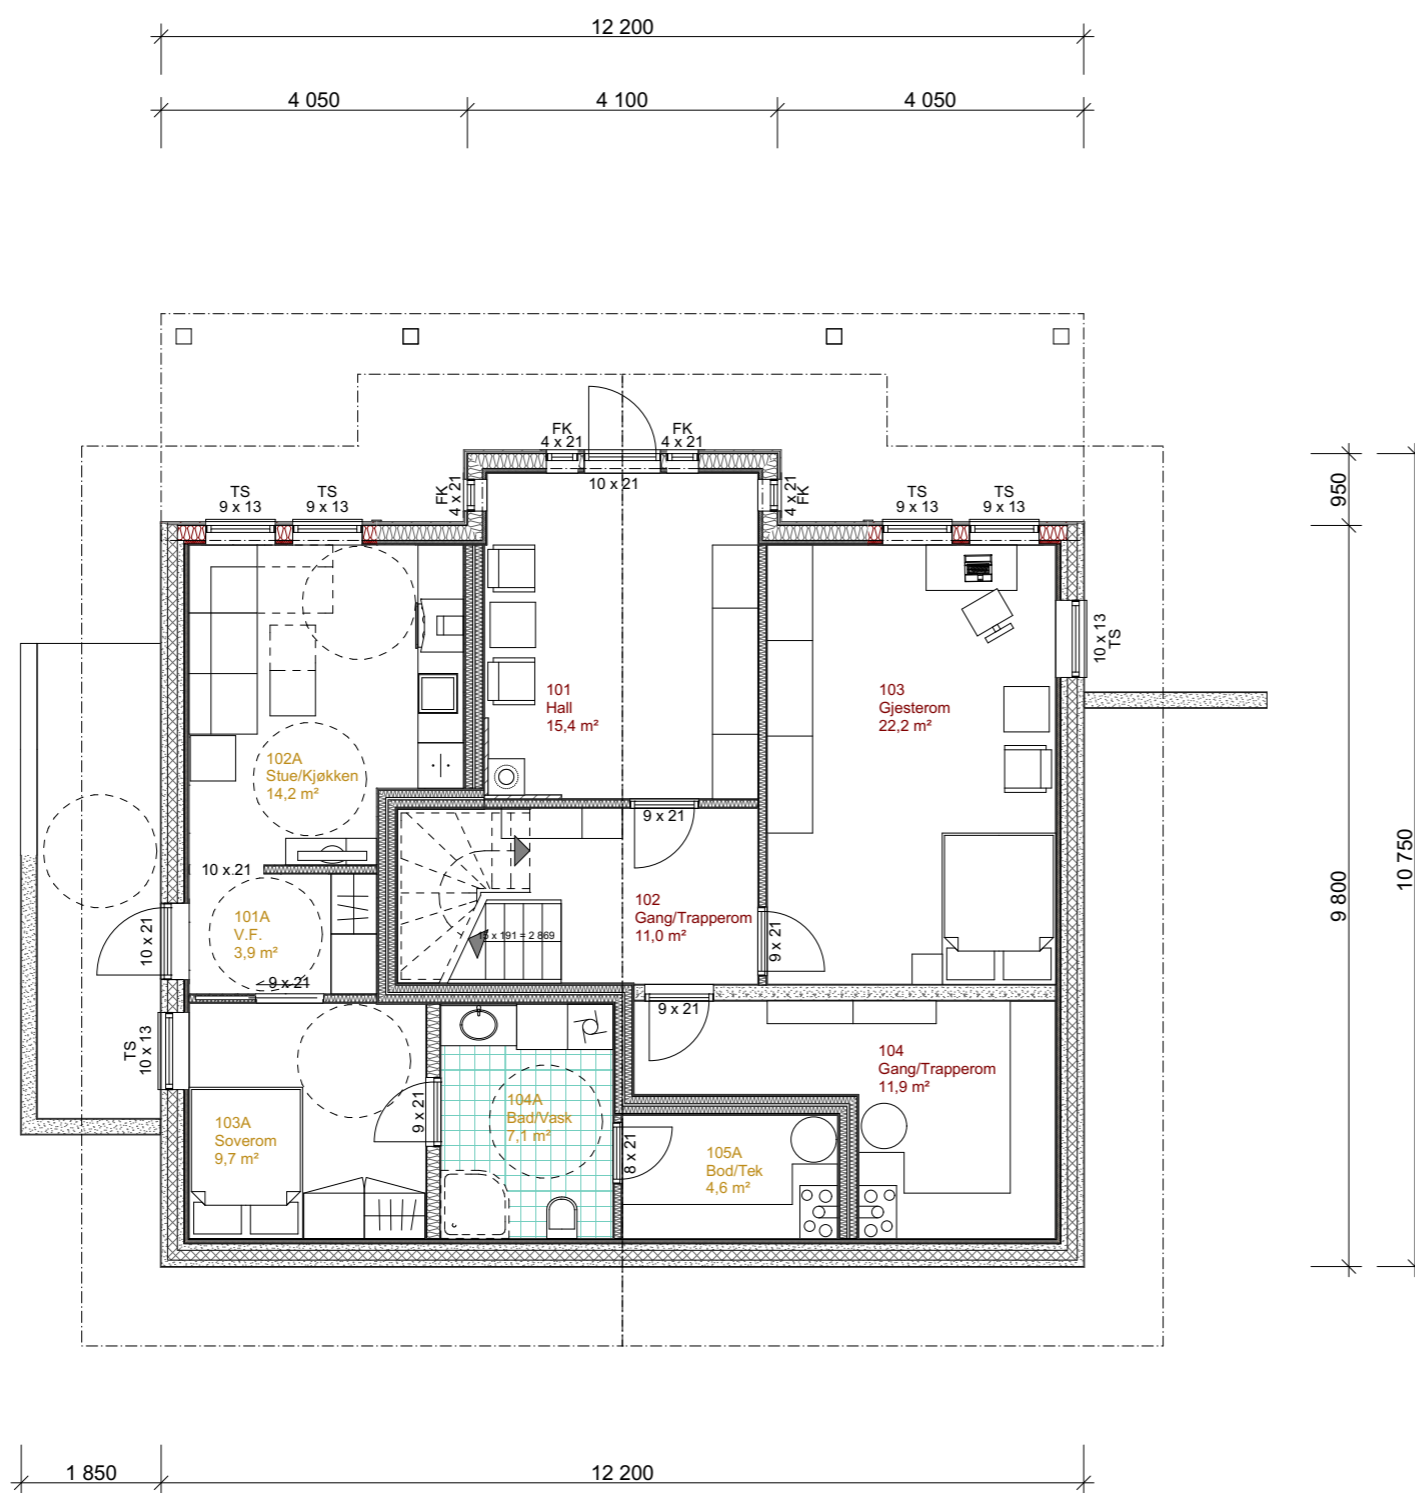 12 200
4 050
4 100
4 050
FK
4 x 21
FK
4 x 21
10 x 21
FK
4 x 21
4 x 21
FK
TS
9 x 13
TS
9 x 13
TS
9 x 13
TS
9 x 13
950
10 x 13
TS
101
Hall
15,4 m²
103
Gjesterom
22,2 m²
102A
Stue/Kjøkken
14,2 m²
9 x 21
10 x 21
9 800
10 750
101A
V.F.
3,9 m²
10 x 21
102
Gang/Trapperom
11,0 m²
15 x 191 = 2 869
9 x 21
9 x 21
9 x 21
TS
10 x 13
104
Gang/Trapperom
11,9 m²
103A
Soverom
9,7 m²
9 x 21
104A
Bad/Vask
7,1 m²
8 x 21
105A
Bod/Tek
4,6 m²
1 850
12 200